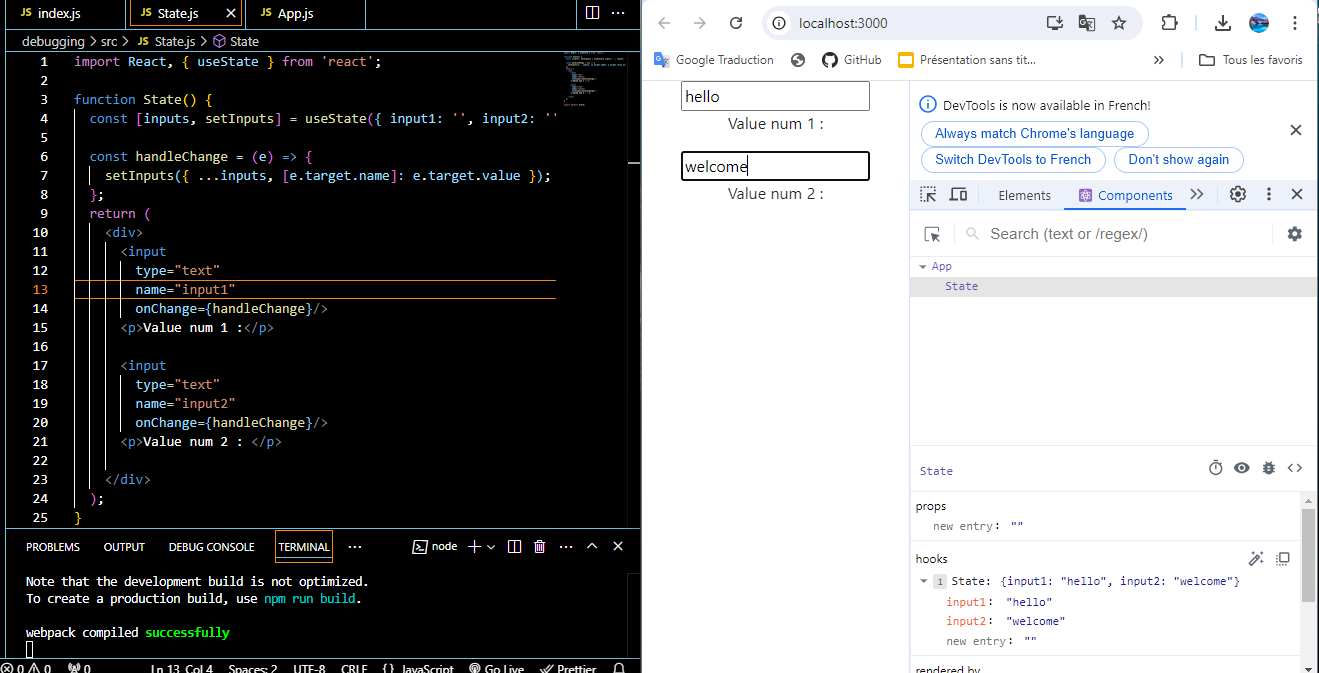 JS index.js JS State.js JS App.js
debugging > src > JS State.js > State
1 import React, { useState } from 'react';
2
3 function State() {
4 const [inputs, setInputs] = useState({ input1: '', input2: ''
5
6 const handleChange = (e) => {
7 setInputs({ ...inputs, [e.target.name]: e.target.value });
8 };
9 return (
10 <div>
11 <input
12 type="text"
13 name="input1"
14 onChange={handleChange}/>
15 <p>Value num 1 :</p>
16
17 <input
18 type="text"
19 name="input2"
20 onChange={handleChange}/>
21 <p>Value num 2 : </p>
22
23 </div>
24 );
25 }
PROBLEMS OUTPUT DEBUG CONSOLE TERMINAL ... node
Note that the development build is not optimized.
To create a production build, use npm run build.
webpack compiled successfully
0 0 0 Ln 13, Col 4 Spaces: 2 UTF-8 CRLF {} JavaScript Go Live Prettier
localhost:3000
Google Traduction GitHub Présentation sans tit... Tous les favoris
hello
Value num 1 :
welcome
Value num 2 :
DevTools is now available in French!
Always match Chrome's language
Switch DevTools to French Don't show again
Elements Components
Search (text or /regex/)
App
State
State
props
new entry: ""
hooks
1 State: {input1: "hello", input2: "welcome"}
input1: "hello"
input2: "welcome"
new entry: ""
rendered by